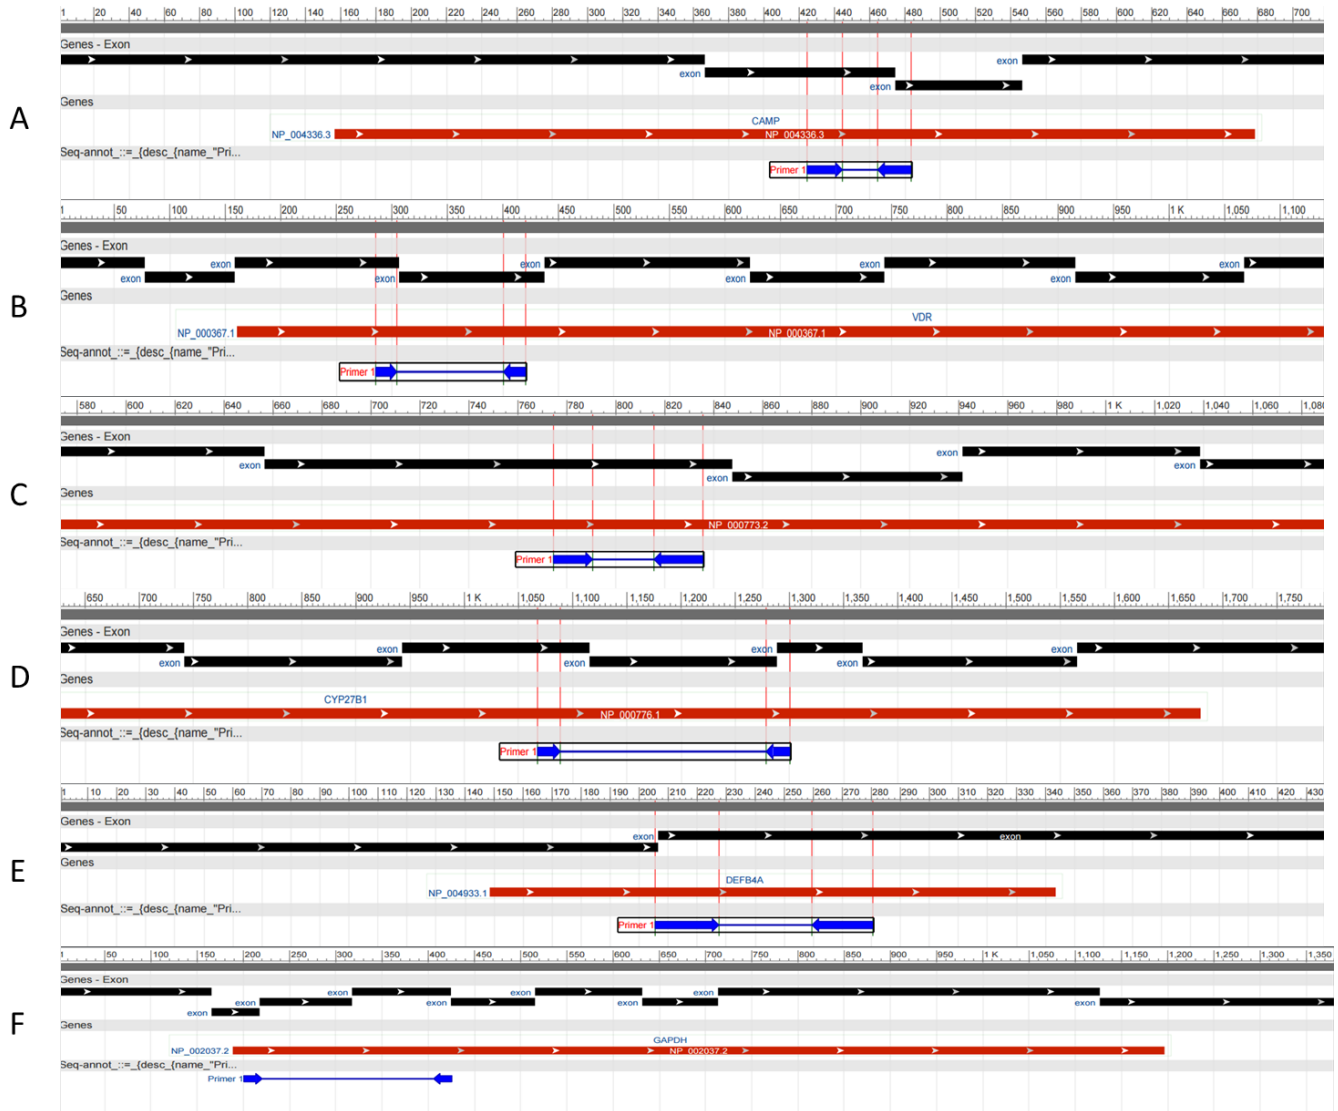 1 20 40 60 80 100 120 140 160 180 200 220 240 260 280 300 320 340 360 380 400 420 440 460 480 500 520 540 560 580 600 620 640 660 680 700
Genes - Exon
exon
exon
exon
Genes
A
CAMP
NP_004336.3 NP_004336.3
Seq-annot_::=_{desc_{name_"Pri...
Primer 1
1 50 100 150 200 250 300 350 400 450 500 550 600 650 700 750 800 850 900 950 1 K 1,050 1,100
Genes - Exon
exon exon exon exon
exon exon exon exon
Genes
B
VDR
NP_000367.1 NP_000367.1
Seq-annot_::=_{desc_{name_"Pri...
Primer 1
580 600 620 640 660 680 700 720 740 760 780 800 820 840 860 880 900 920 940 960 980 1 K 1,020 1,040 1,060 1,080
Genes - Exon
exon
exon exon
exon
Genes
C
NP_000773.2
Seq-annot_::=_{desc_{name_"Pri...
Primer 1
650 700 750 800 850 900 950 1 K 1,050 1,100 1,150 1,200 1,250 1,300 1,350 1,400 1,450 1,500 1,550 1,600 1,650 1,700 1,750
Genes - Exon
exon exon exon
exon exon exon
Genes
D
CYP27B1
NP_000776.1
Seq-annot_::=_{desc_{name_"Pri...
Primer 1
1 10 20 30 40 50 60 70 80 90 100 110 120 130 140 150 160 170 180 190 200 210 220 230 240 250 260 270 280 290 300 310 320 330 340 350 360 370 380 390 400 410 420 430
Genes - Exon
exon exon
Genes
E
DEFB4A
NP_004933.1
Seq-annot_::=_{desc_{name_"Pri...
Primer 1
1 50 100 150 200 250 300 350 400 450 500 550 600 650 700 750 800 850 900 950 1 K 1,050 1,100 1,150 1,200 1,250 1,300 1,350
Genes - Exon
exon exon exon
exon exon exon exon
exon
Genes
F
GAPDH
NP_002037.2 NP_002037.2
Seq-annot_::=_{desc_{name_"Pri...
Primer 1